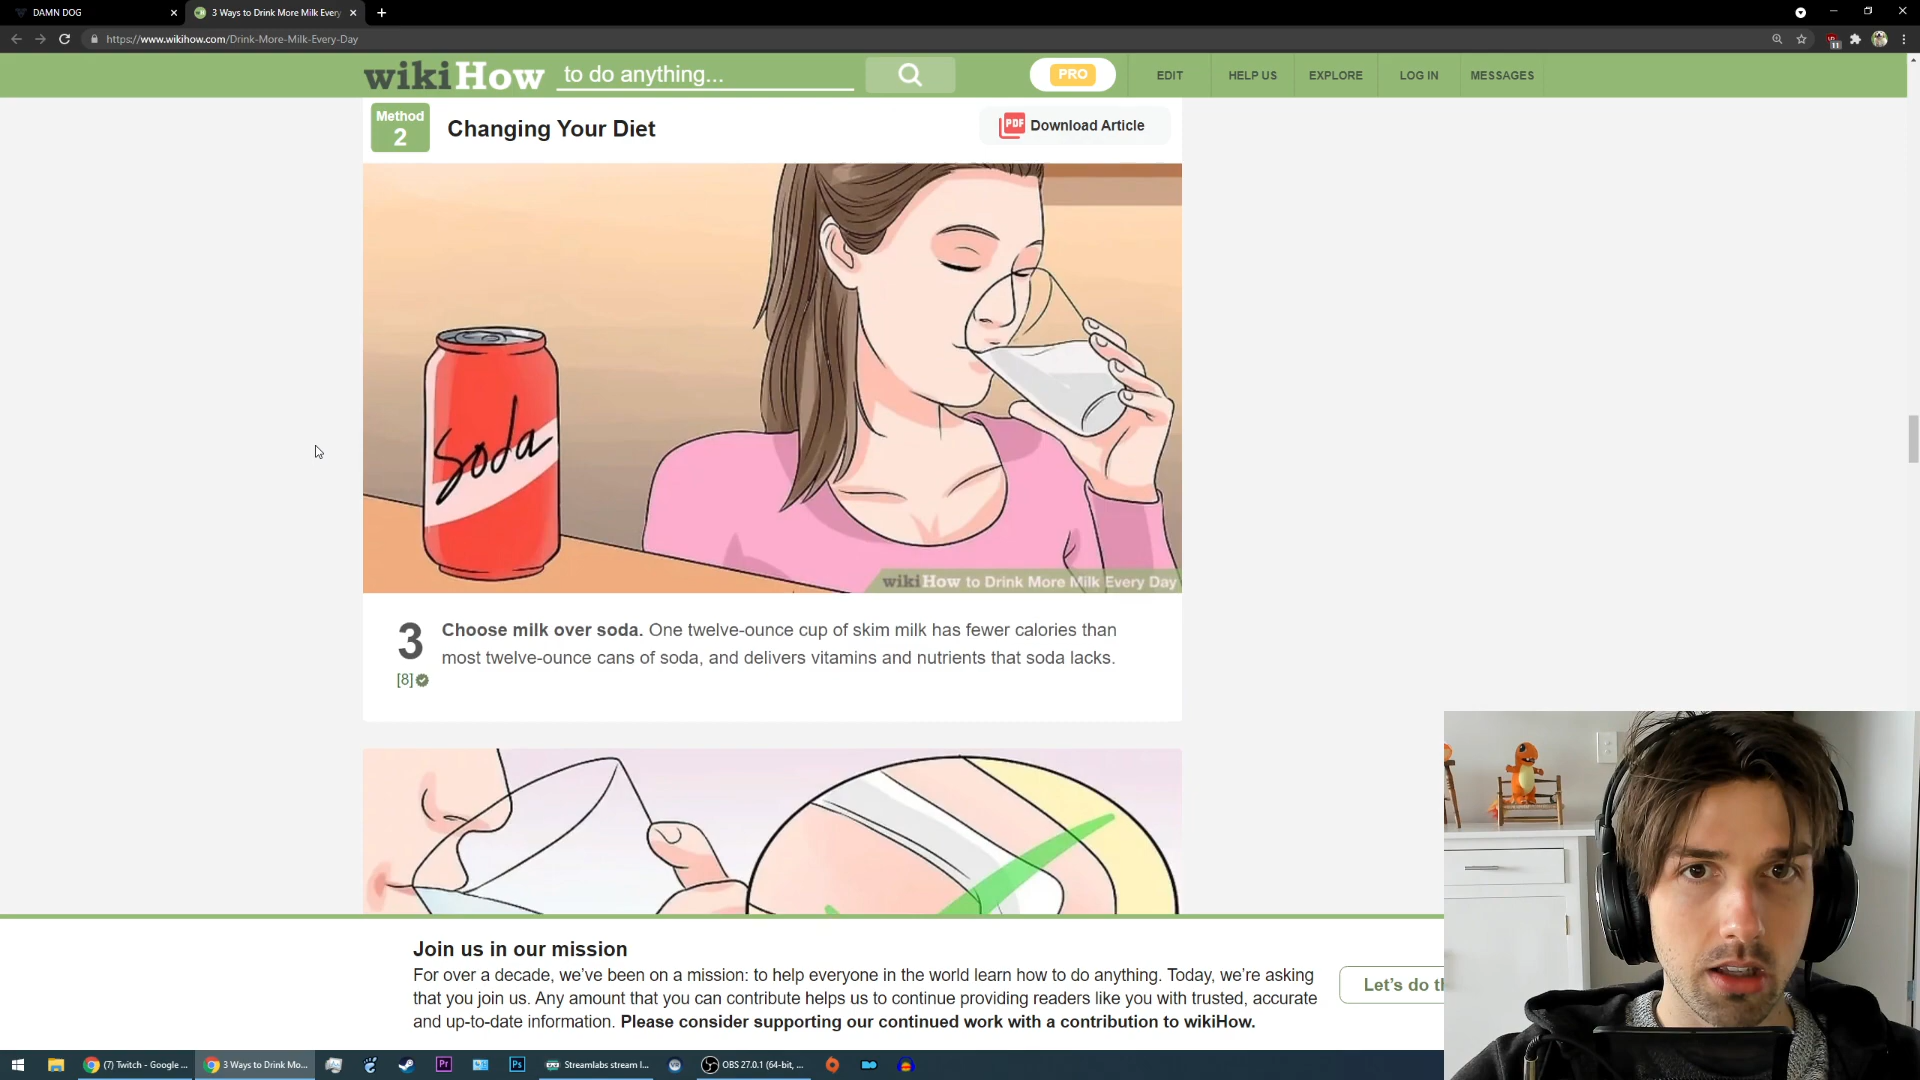 DAMN DOG
3 Ways to Drink More Milk Every
https://www.wikihow.com/Drink-More-Milk-Every-Day
11
wikiHow to do anything...
PRO
EDIT
HELP US
EXPLORE
LOG IN
MESSAGES
Method
2
Changing Your Diet
PDF Download Article
Soda
wikiHow to Drink More Milk Every Day
3
Choose milk over soda. One twelve-ounce cup of skim milk has fewer calories than
most twelve-ounce cans of soda, and delivers vitamins and nutrients that soda lacks.
[8]
Join us in our mission
For over a decade, we've been on a mission: to help everyone in the world learn how to do anything. Today, we're asking
that you join us. Any amount that you can contribute helps us to continue providing readers like you with trusted, accurate
and up-to-date information. Please consider supporting our continued work with a contribution to wikiHow.
Let's do th
(7) Twitch - Google ...
3 Ways to Drink Mo...
Pr
Ps
Streamlabs stream l...
OBS 27.0.1 (64-bit, ...